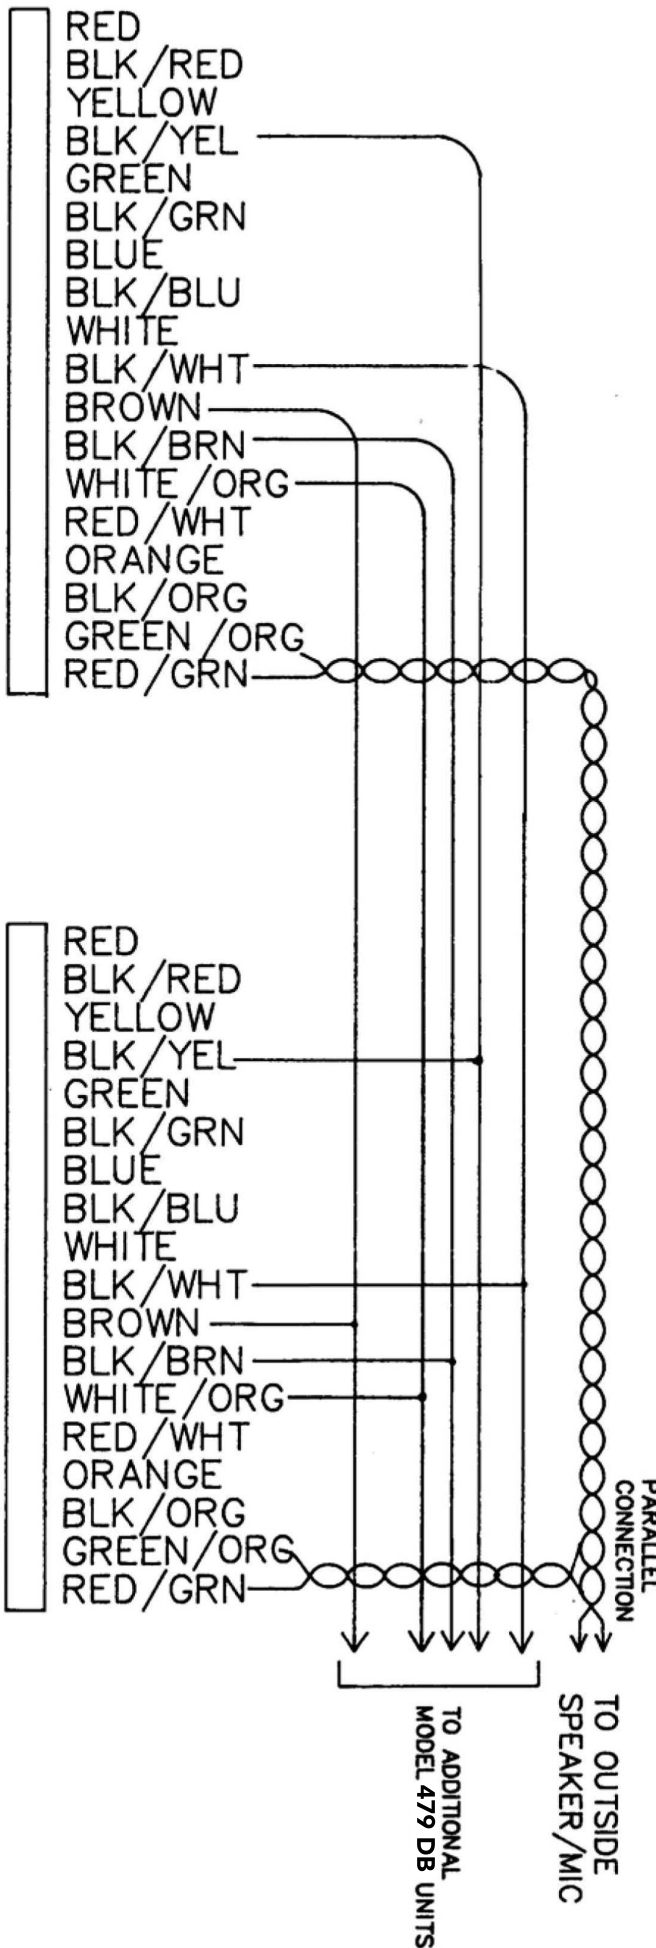 RED
BLK/RED
YELLOW
BLK/YEL
GREEN
BLK/GRN
BLUE
BLK/BLU
WHITE
BLK/WHT
BROWN
BLK/BRN
WHITE/ORG
RED/WHT
ORANGE
BLK/ORG
GREEN/ORG
RED/GRN
RED
BLK/RED
YELLOW
BLK/YEL
GREEN
BLK/GRN
BLUE
BLK/BLU
WHITE
BLK/WHT
BROWN
BLK/BRN
WHITE/ORG
RED/WHT
ORANGE
BLK/ORG
GREEN/ORG
RED/GRN
PARALLEL
CONNECTION
TO OUTSIDE
SPEAKER/MIC
TO ADDITIONAL
MODEL 479 DB UNITS